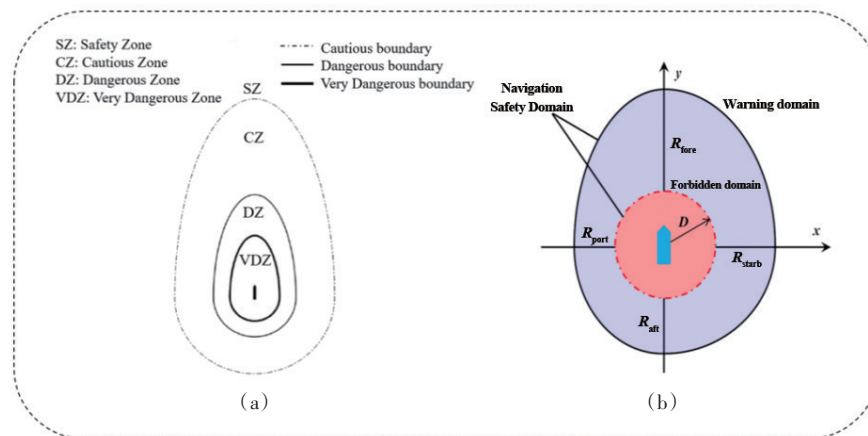 SZ: Safety Zone
CZ: Cautious Zone
DZ: Dangerous Zone
VDZ: Very Dangerous Zone
Cautious boundary
Dangerous boundary
Very Dangerous boundary
SZ
CZ
DZ
VDZ
(a)
y
Navigation
Safety Domain
Warning domain
R_fore
Forbidden domain
D
R_port
x
R_starb
R_aft
(b)